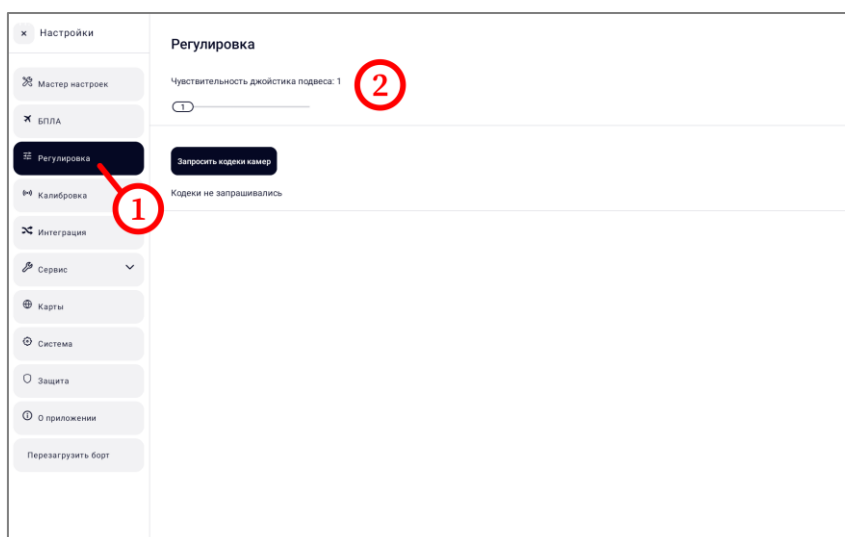 × Настройки
Мастер настроек
БПЛА
Регулировка
Калибровка
Интеграция
Сервис
Карты
Система
Защита
О приложении
Перезагрузить борт
Регулировка
Чувствительность джойстика подвеса: 1
1
Запросить кодеки камер
Кодеки не запрашивались
1
2